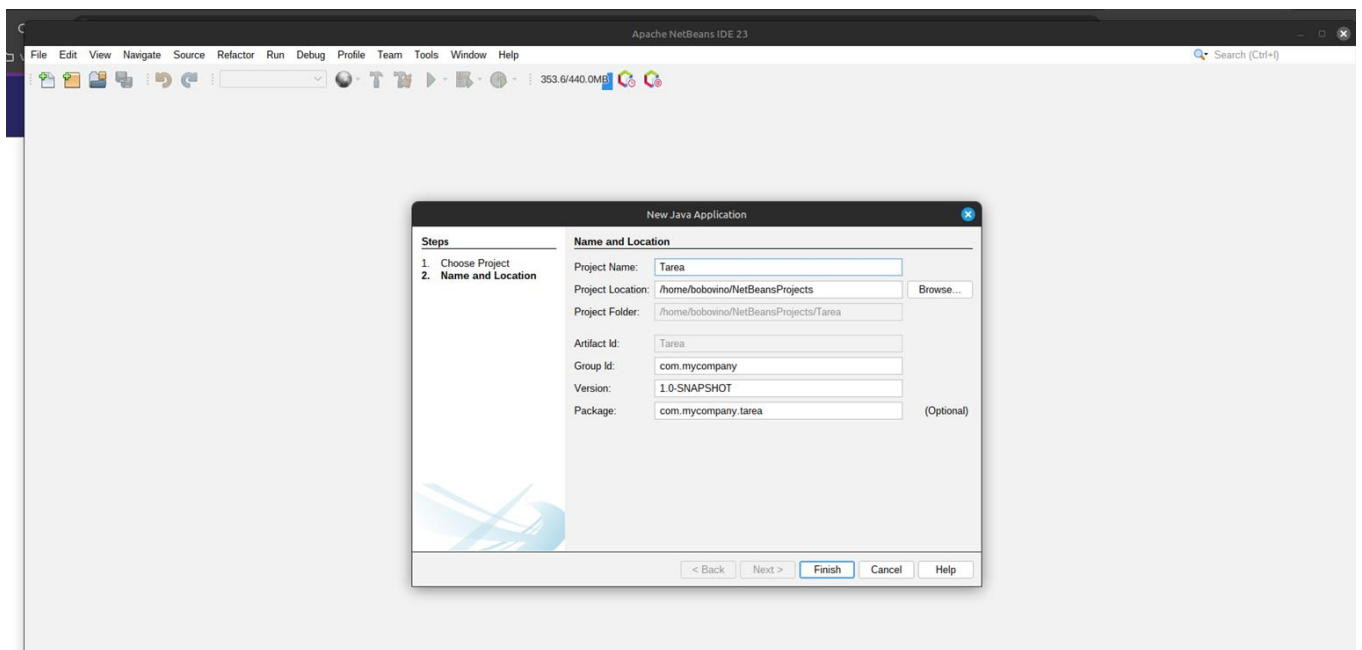 Apache NetBeans IDE 23
File Edit View Navigate Source Refactor Run Debug Profile Team Tools Window Help
Search (Ctrl+I)
353.6/440.0MB
New Java Application
Steps
1. Choose Project
2. Name and Location
Name and Location
Project Name: Tarea
Project Location: /home/bobovino/NetBeansProjects Browse...
Project Folder: /home/bobovino/NetBeansProjects/Tarea
Artifact Id: Tarea
Group Id: com.mycompany
Version: 1.0-SNAPSHOT
Package: com.mycompany.tarea (Optional)
< Back Next > Finish Cancel Help